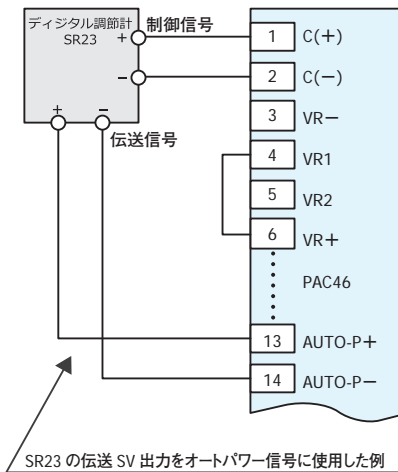 ディジタル調節計
SR23
+
制御信号
−
+
−
伝送信号
1 C(+)
2 C(−)
3 VR−
4 VR1
5 VR2
6 VR+
PAC46
13 AUTO-P+
14 AUTO-P−
SR23 の伝送 SV 出力をオートパワー信号に使用した例